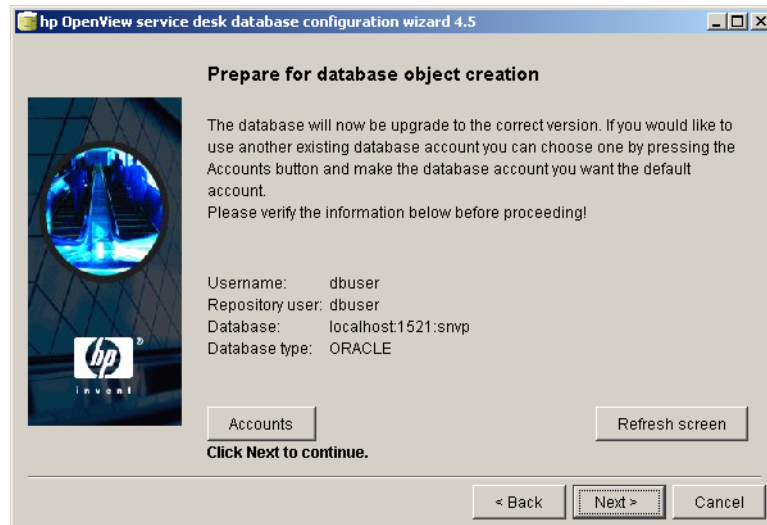 hp OpenView service desk database configuration wizard 4.5
Prepare for database object creation
The database will now be upgrade to the correct version. If you would like to
use another existing database account you can choose one by pressing the
Accounts button and make the database account you want the default
account.
Please verify the information below before proceeding!
Username: dbuser
Repository user: dbuser
Database: localhost:1521:snvp
Database type: ORACLE
hp ®
invent
Accounts
Refresh screen
Click Next to continue.
< Back
Next >
Cancel